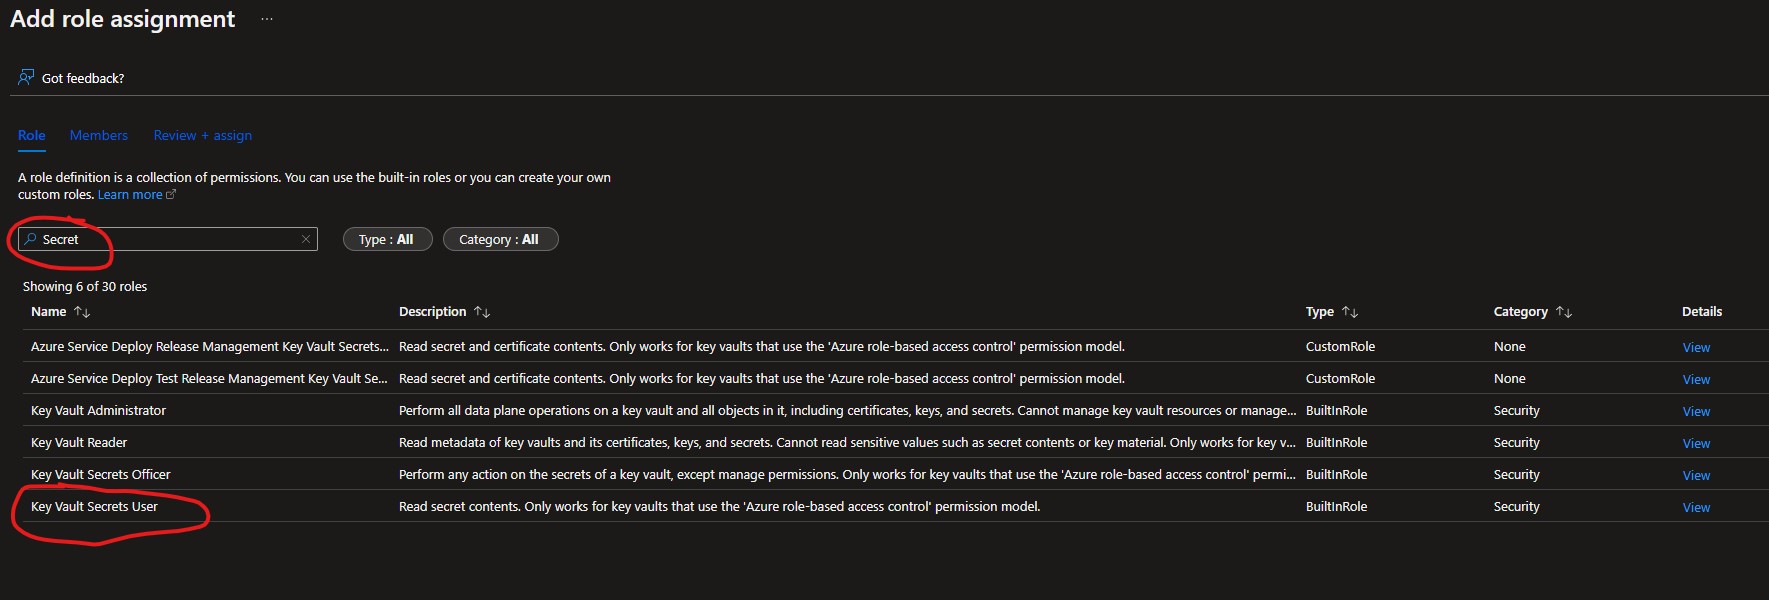 Add role assignment ...
Got feedback?
Role Members Review + assign
A role definition is a collection of permissions. You can use the built-in roles or you can create your own
custom roles. Learn more
Secret Type : All Category : All
Showing 6 of 30 roles
Name Description Type Category Details
Azure Service Deploy Release Management Key Vault Secrets... Read secret and certificate contents. Only works for key vaults that use the 'Azure role-based access control' permission model. CustomRole None View
Azure Service Deploy Test Release Management Key Vault Se... Read secret and certificate contents. Only works for key vaults that use the 'Azure role-based access control' permission model. CustomRole None View
Key Vault Administrator Perform all data plane operations on a key vault and all objects in it, including certificates, keys, and secrets. Cannot manage key vault resources or manage... BuiltInRole Security View
Key Vault Reader Read metadata of key vaults and its certificates, keys, and secrets. Cannot read sensitive values such as secret contents or key material. Only works for key v... BuiltInRole Security View
Key Vault Secrets Officer Perform any action on the secrets of a key vault, except manage permissions. Only works for key vaults that use the 'Azure role-based access control' permi... BuiltInRole Security View
Key Vault Secrets User Read secret contents. Only works for key vaults that use the 'Azure role-based access control' permission model. BuiltInRole Security View